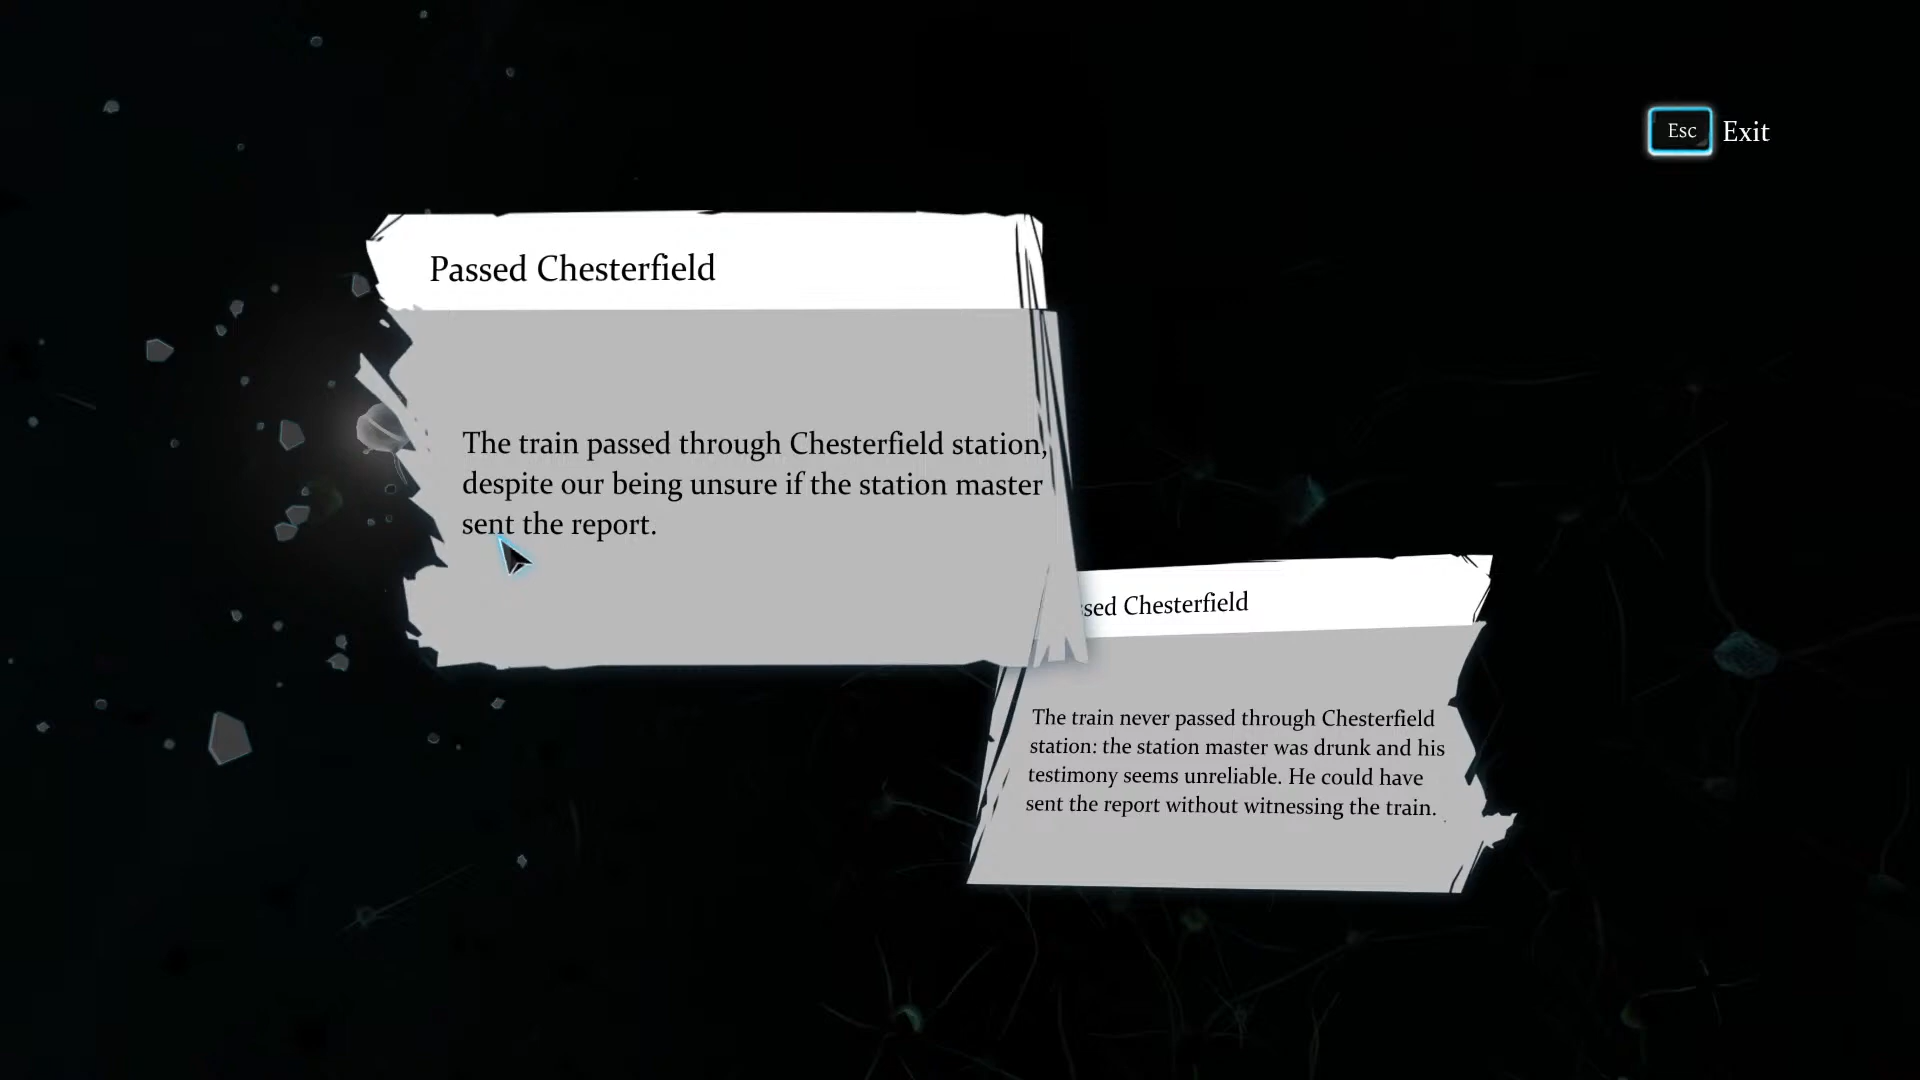 Esc Exit
Passed Chesterfield
The train passed through Chesterfield station,
despite our being unsure if the station master
sent the report.
ssed Chesterfield
The train never passed through Chesterfield
station: the station master was drunk and his
testimony seems unreliable. He could have
sent the report without witnessing the train.